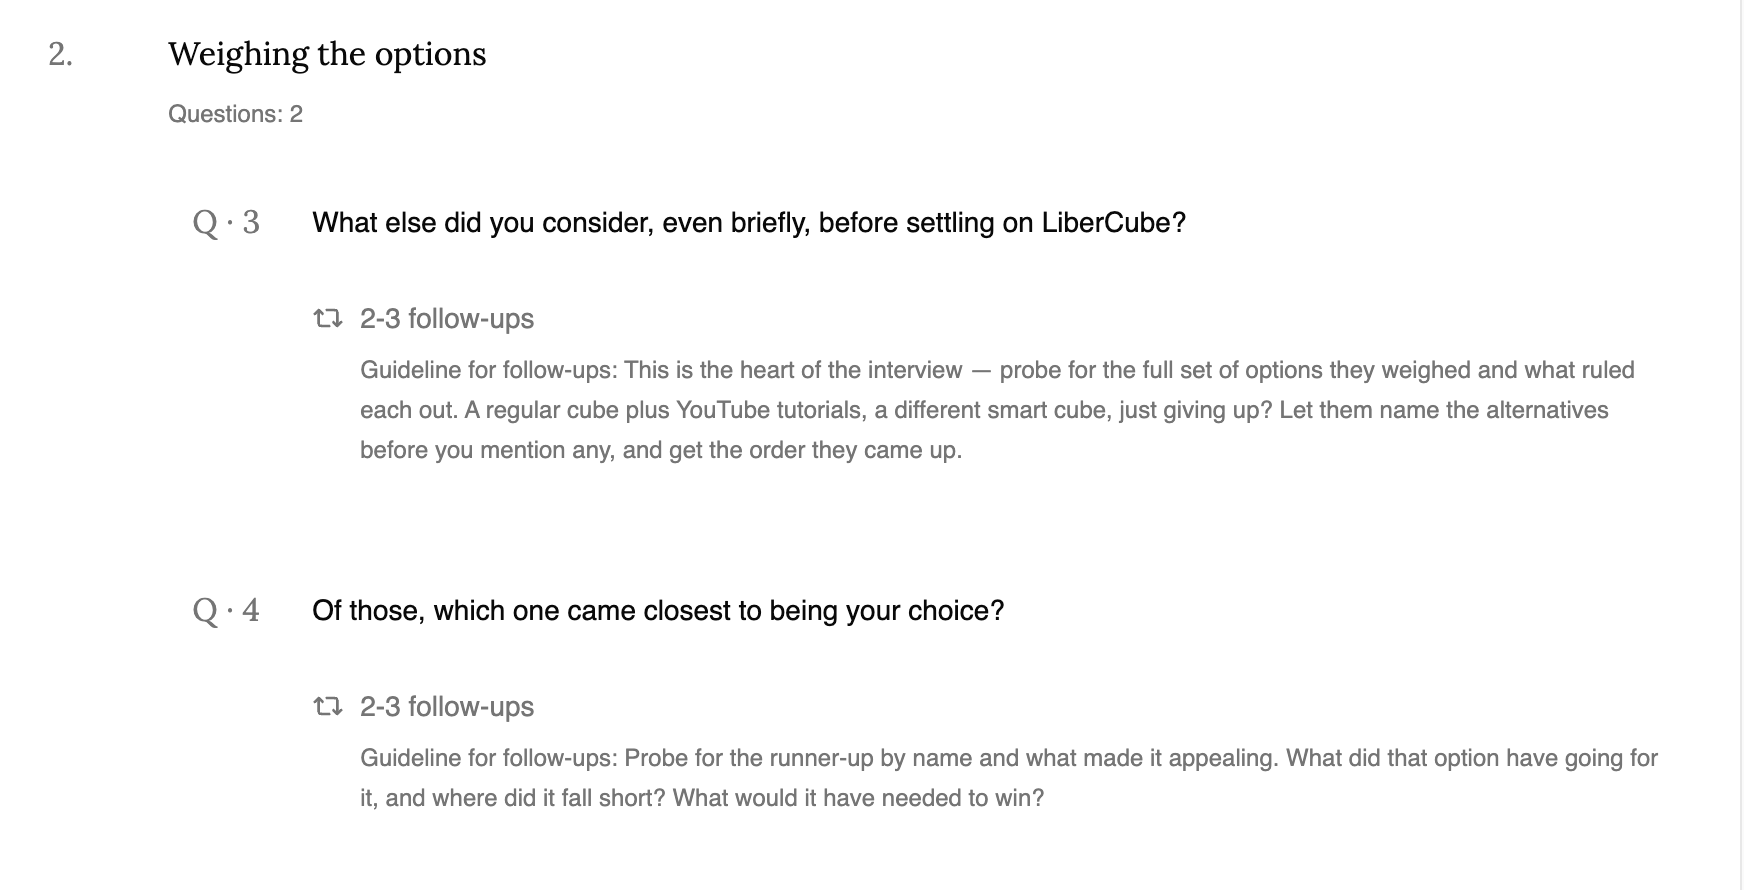 2.
Weighing the options
Questions: 2
Q · 3
What else did you consider, even briefly, before settling on LiberCube?
2-3 follow-ups
Guideline for follow-ups: This is the heart of the interview — probe for the full set of options they weighed and what ruled
each out. A regular cube plus YouTube tutorials, a different smart cube, just giving up? Let them name the alternatives
before you mention any, and get the order they came up.
Q · 4
Of those, which one came closest to being your choice?
2-3 follow-ups
Guideline for follow-ups: Probe for the runner-up by name and what made it appealing. What did that option have going for
it, and where did it fall short? What would it have needed to win?